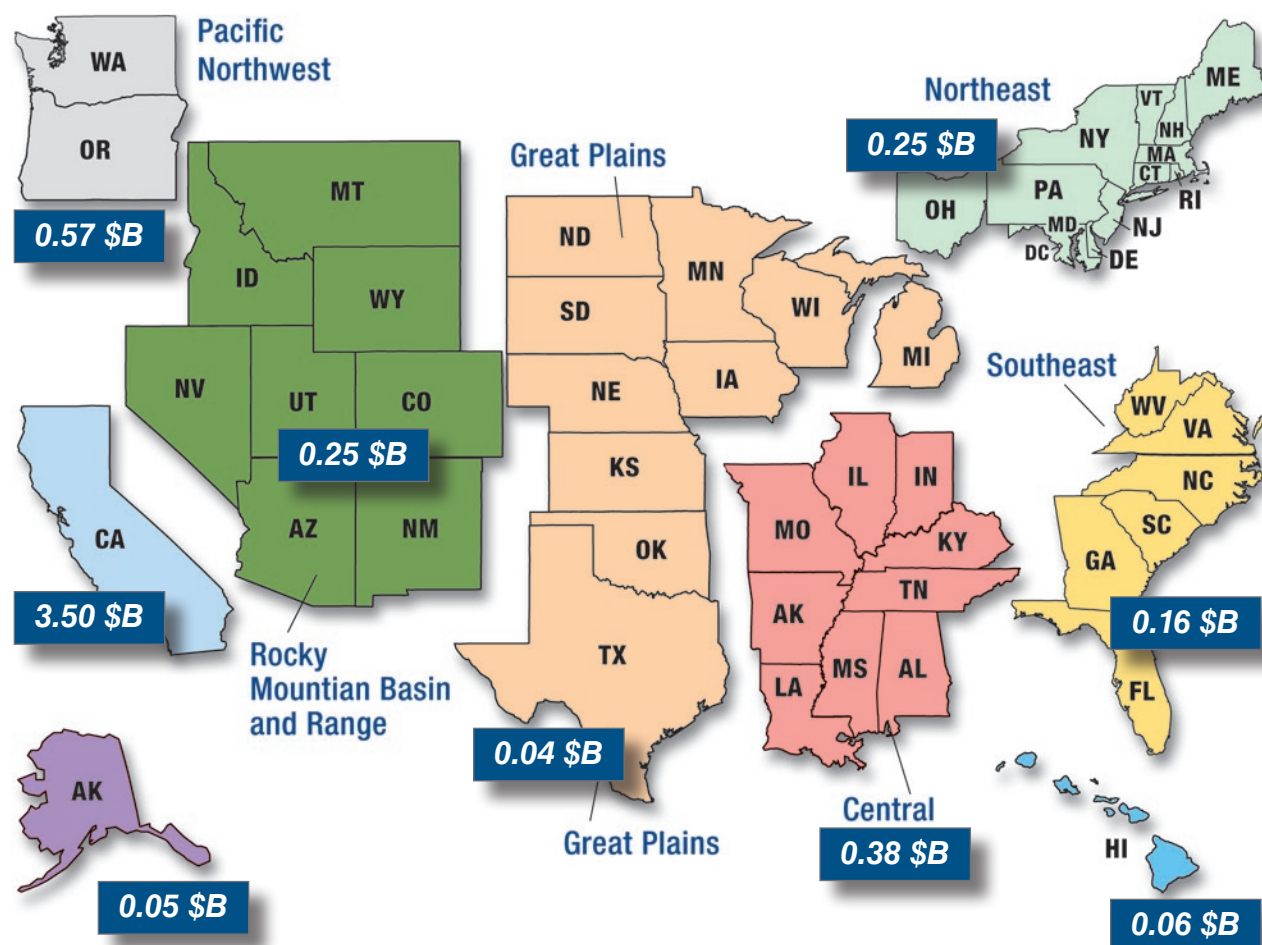 Pacific
Northwest
WA
OR
0.57 $B
MT
ID
WY
NV
UT
CO
0.25 $B
AZ
NM
Rocky
Mountian Basin
and Range
CA
3.50 $B
AK
0.05 $B
Great Plains
ND
MN
SD
WI
MI
NE
IA
KS
OK
TX
0.04 $B
Great Plains
Northeast
0.25 $B
ME
VT
NH
NY
MA
CT
RI
PA
OH
NJ
MD
DC
DE
IL
IN
MO
KY
TN
AK
MS
AL
LA
Central
0.38 $B
Southeast
WV
VA
NC
SC
GA
0.16 $B
FL
HI
0.06 $B